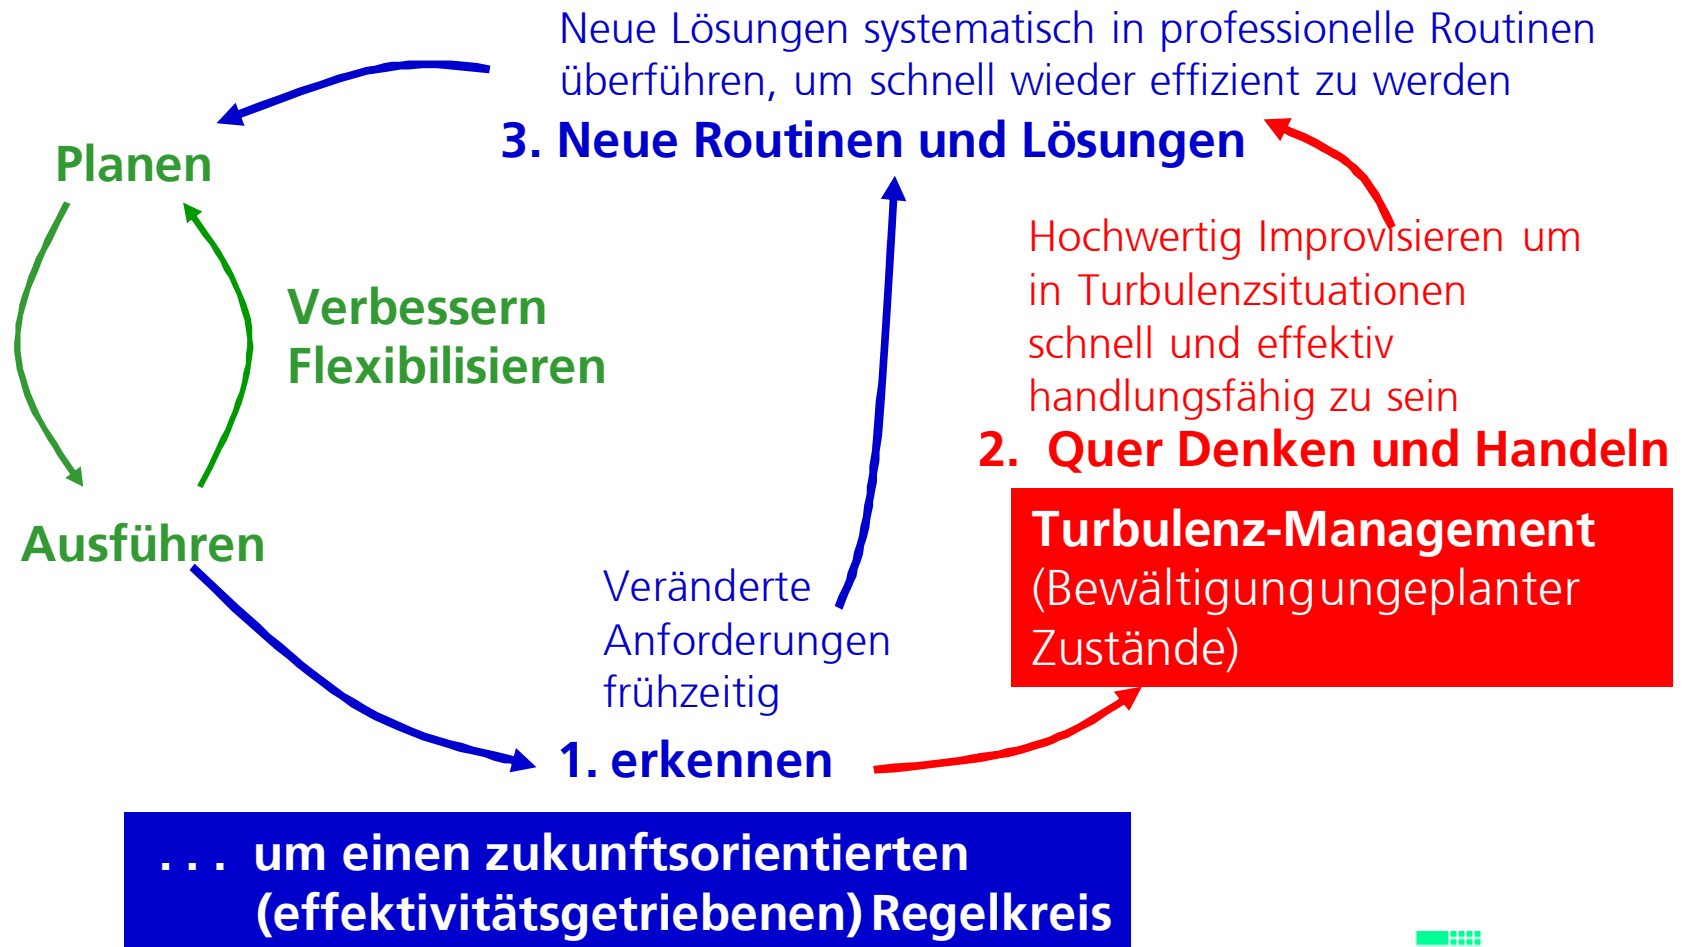 Neue Lösungen systematisch in professionelle Routinen
überführen, um schnell wieder effizient zu werden
3. Neue Routinen und Lösungen
Planen
Verbessern
Flexibilisieren
Ausführen
Hochwertig Improvisieren um
in Turbulenzsituationen
schnell und effektiv
handlungsfähig zu sein
2. Quer Denken und Handeln
Turbulenz-Management
(Bewältigungungeplanter
Zustände)
Veränderte
Anforderungen
frühzeitig
1. erkennen
. . . um einen zukunftsorientierten
(effektivitätsgetriebenen) Regelkreis